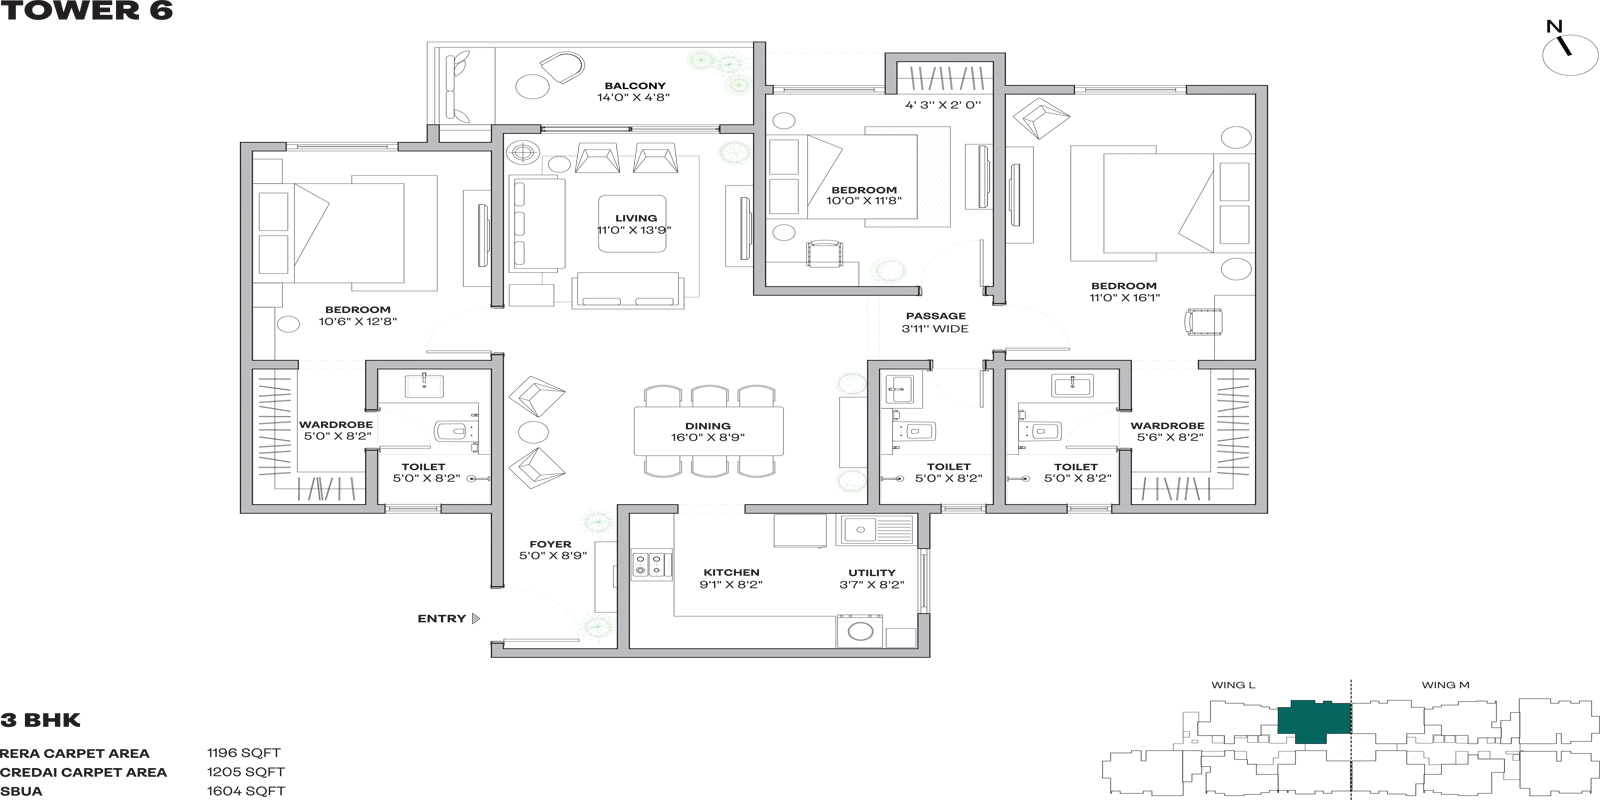 TOWER 6
N
BALCONY
14'0" X 4'8"
4' 3'' X 2' 0''
BEDROOM
10'0" X 11'8"
LIVING
11'0" X 13'9"
BEDROOM
11'0" X 16'1"
BEDROOM
10'6" X 12'8"
PASSAGE
3'11'' WIDE
WARDROBE
5'0" X 8'2"
DINING
16'0" X 8'9"
WARDROBE
5'6" X 8'2"
TOILET
5'0" X 8'2"
TOILET
5'0" X 8'2"
TOILET
5'0" X 8'2"
FOYER
5'0" X 8'9"
KITCHEN
9'1" X 8'2"
UTILITY
3'7" X 8'2"
ENTRY
WING L
WING M
3 BHK
RERA CARPET AREA 1196 SQFT
CREDAI CARPET AREA 1205 SQFT
SBUA 1604 SQFT